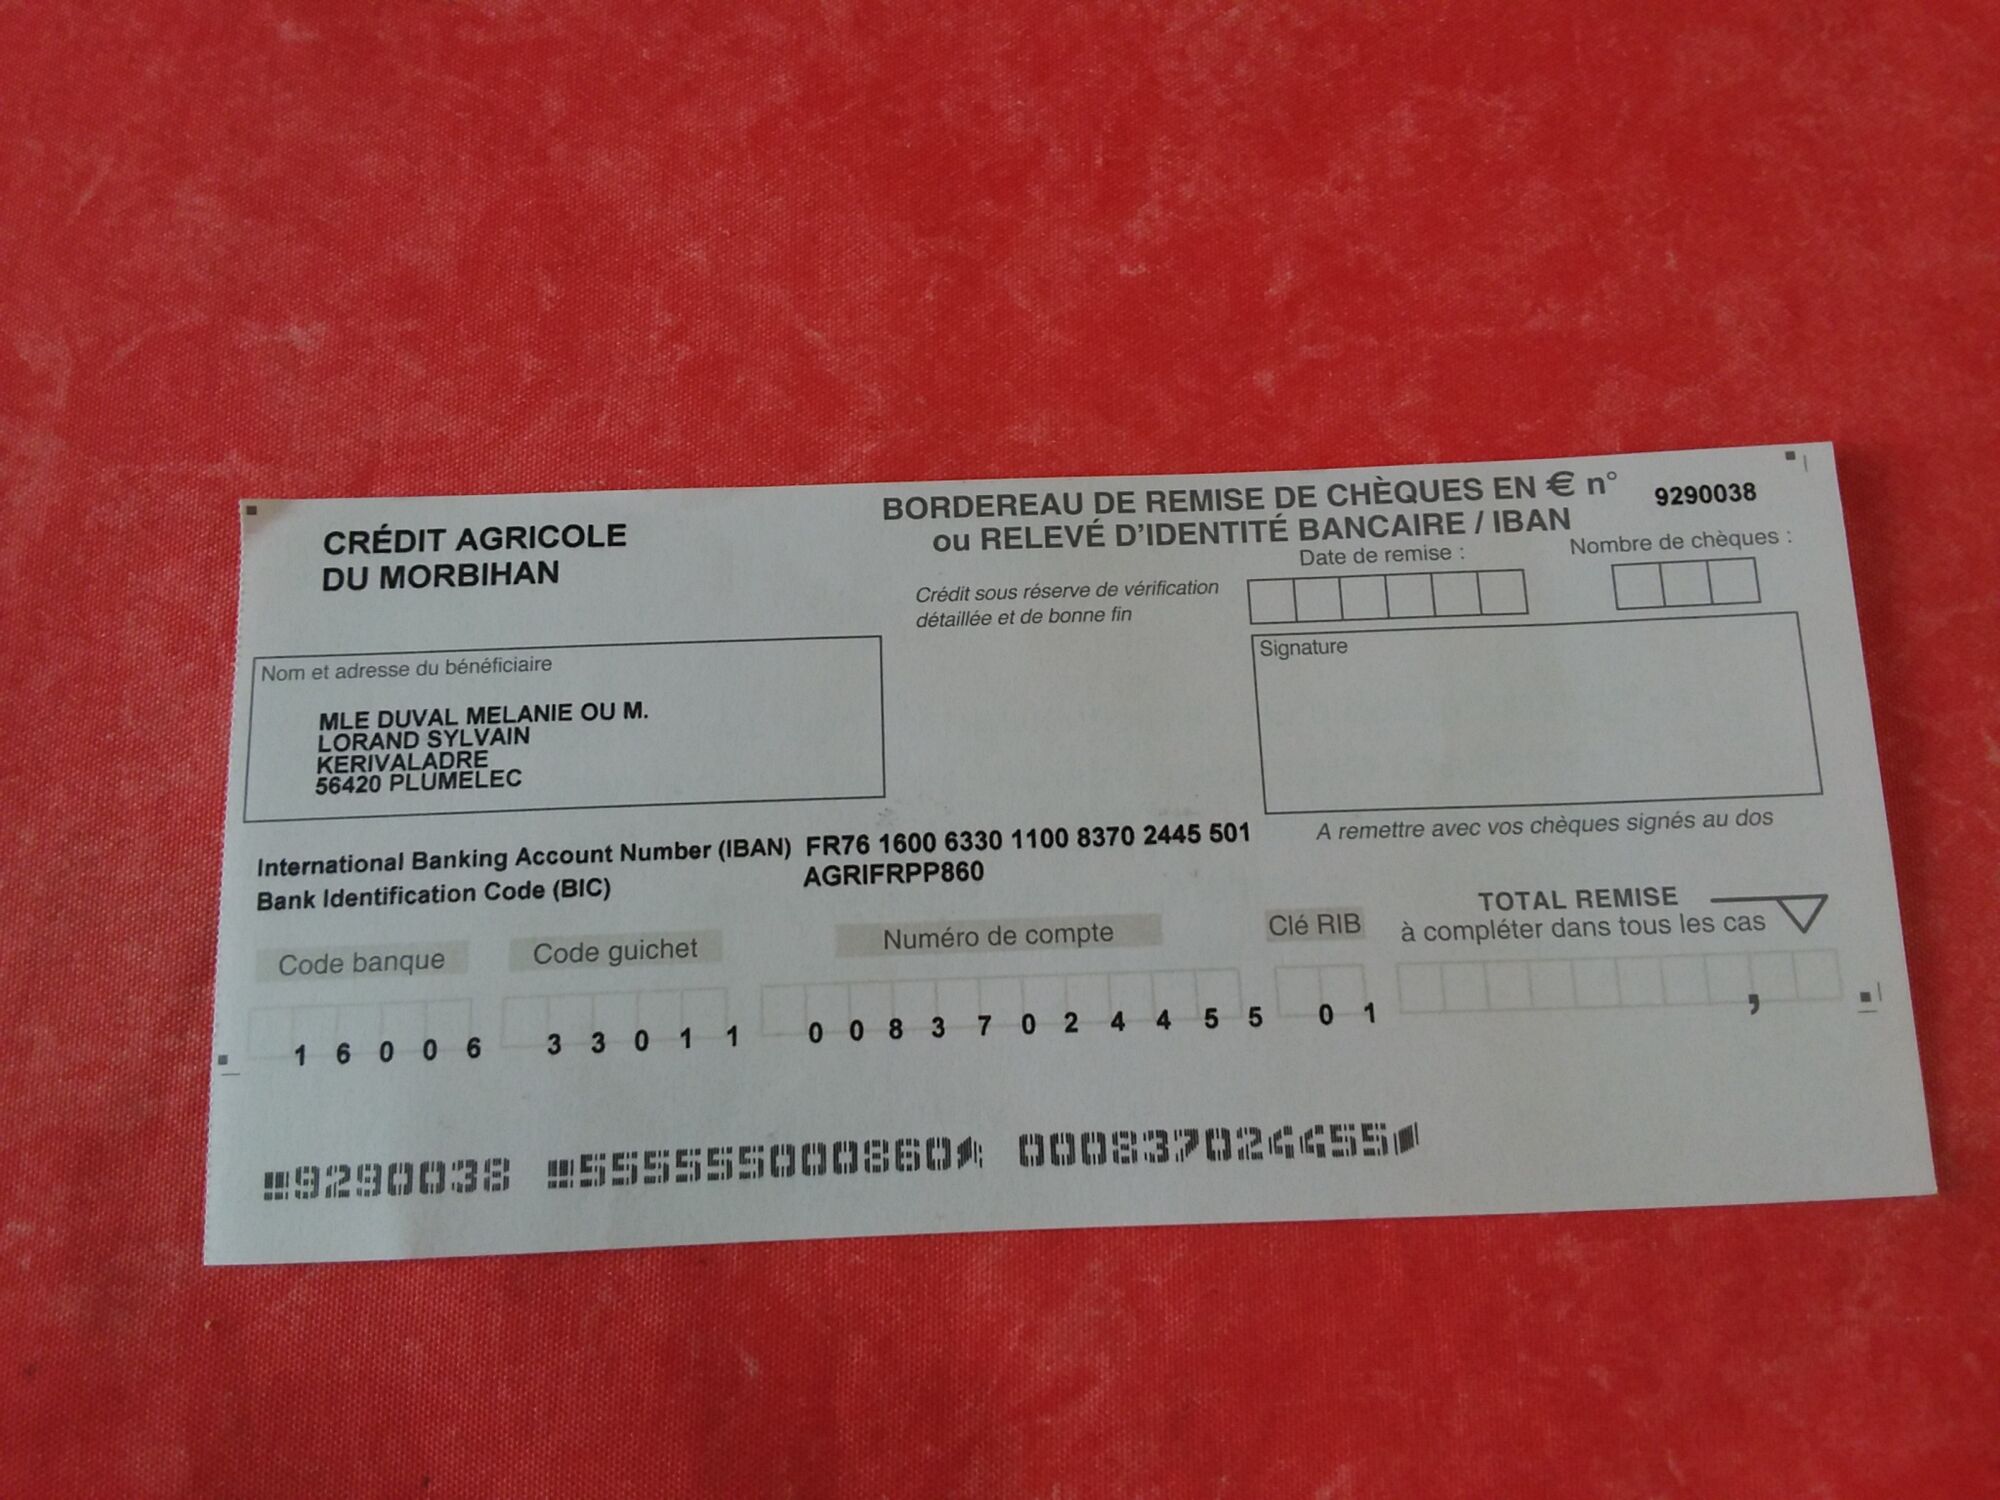 CRÉDIT AGRICOLE
DU MORBIHAN
BORDEREAU DE REMISE DE CHÈQUES EN € n° 9290038
ou RELEVÉ D'IDENTITÉ BANCAIRE / IBAN
Crédit sous réserve de vérification
détaillée et de bonne fin
Date de remise :
Nombre de chèques :
Nom et adresse du bénéficiaire
MLE DUVAL MELANIE OU M.
LORAND SYLVAIN
KERIVALADRE
56420 PLUMELEC
Signature
A remettre avec vos chèques signés au dos
International Banking Account Number (IBAN) FR76 1600 6330 1100 8370 2445 501
Bank Identification Code (BIC) AGRIFRPP860
TOTAL REMISE
à compléter dans tous les cas
Code banque Code guichet Numéro de compte Clé RIB
1 6 0 0 6 3 3 0 1 1 0 0 8 3 7 0 2 4 4 5 5 0 1 ,
9290038 555555000860 000837024455